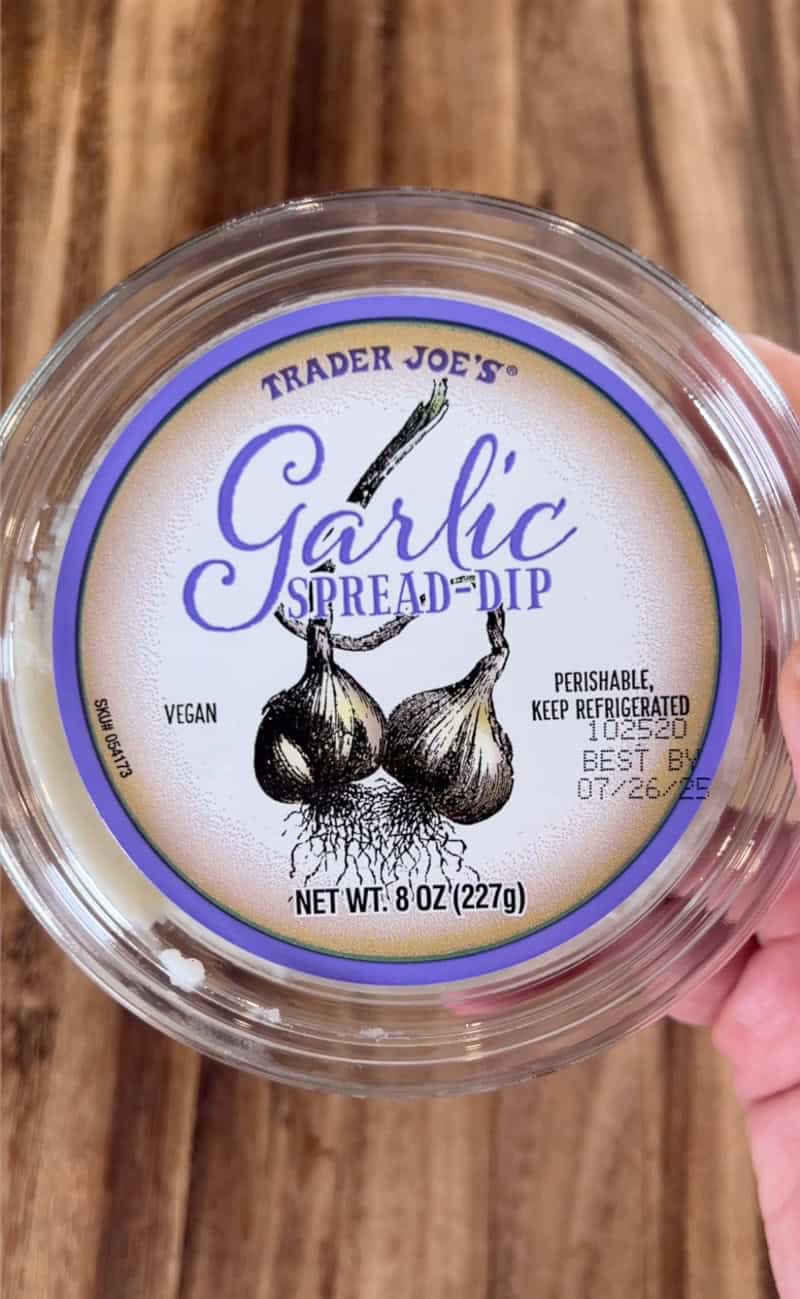 TRADER JOE'S®
Garlic
SPREAD-DIP
VEGAN
PERISHABLE,
KEEP REFRIGERATED
102520
BEST BY
07/26/25
SKU# 054173
NET WT. 8 OZ (227g)